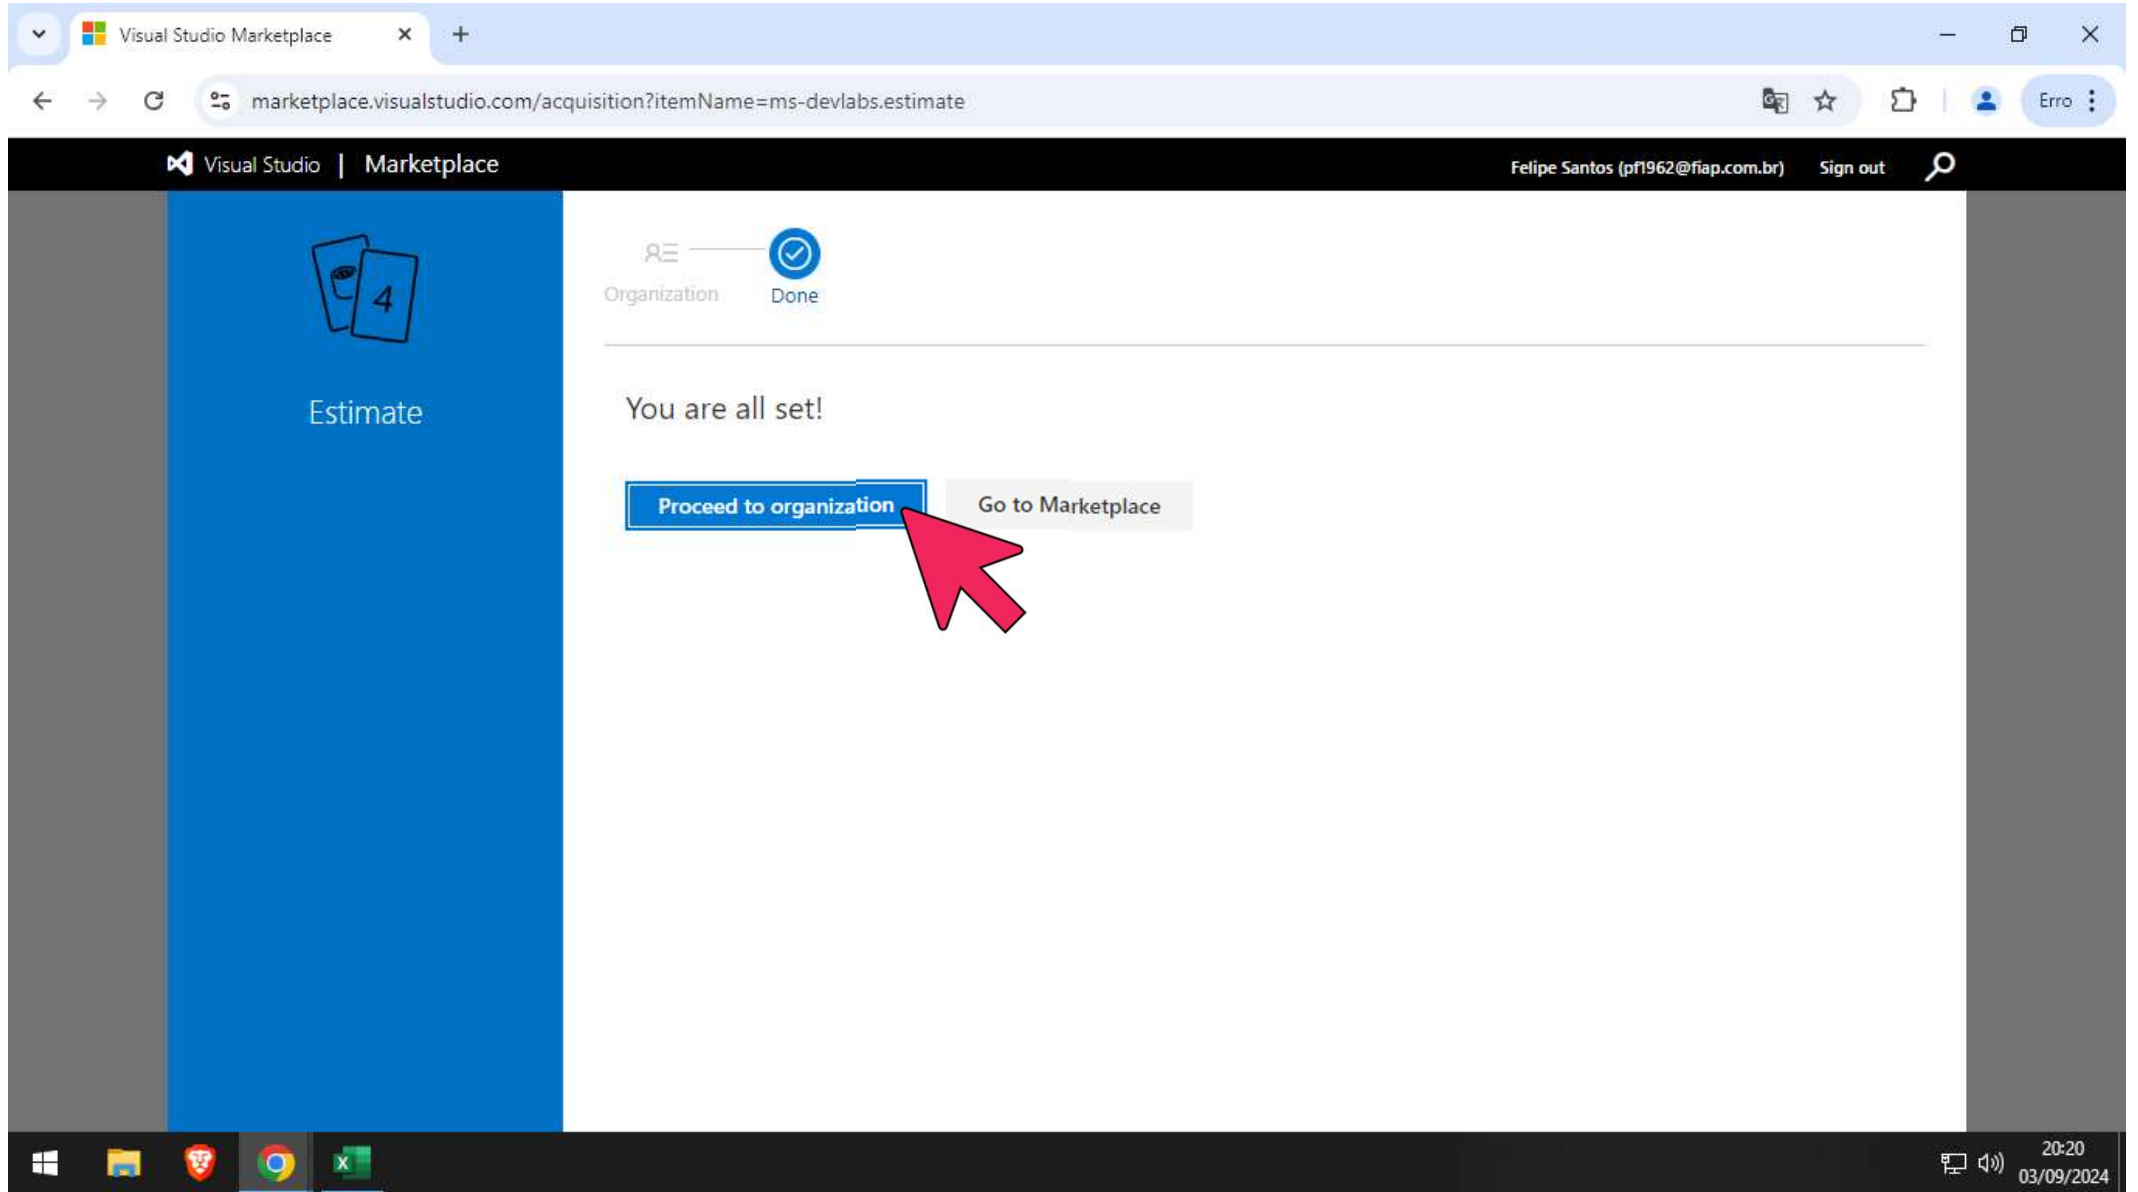 Visual Studio Marketplace
marketplace.visualstudio.com/acquisition?itemName=ms-devlabs.estimate
Erro
Visual Studio | Marketplace
Felipe Santos (pf1962@fiap.com.br) Sign out
4
Estimate
Organization
Done
You are all set!
Proceed to organization
Go to Marketplace
20:20
03/09/2024